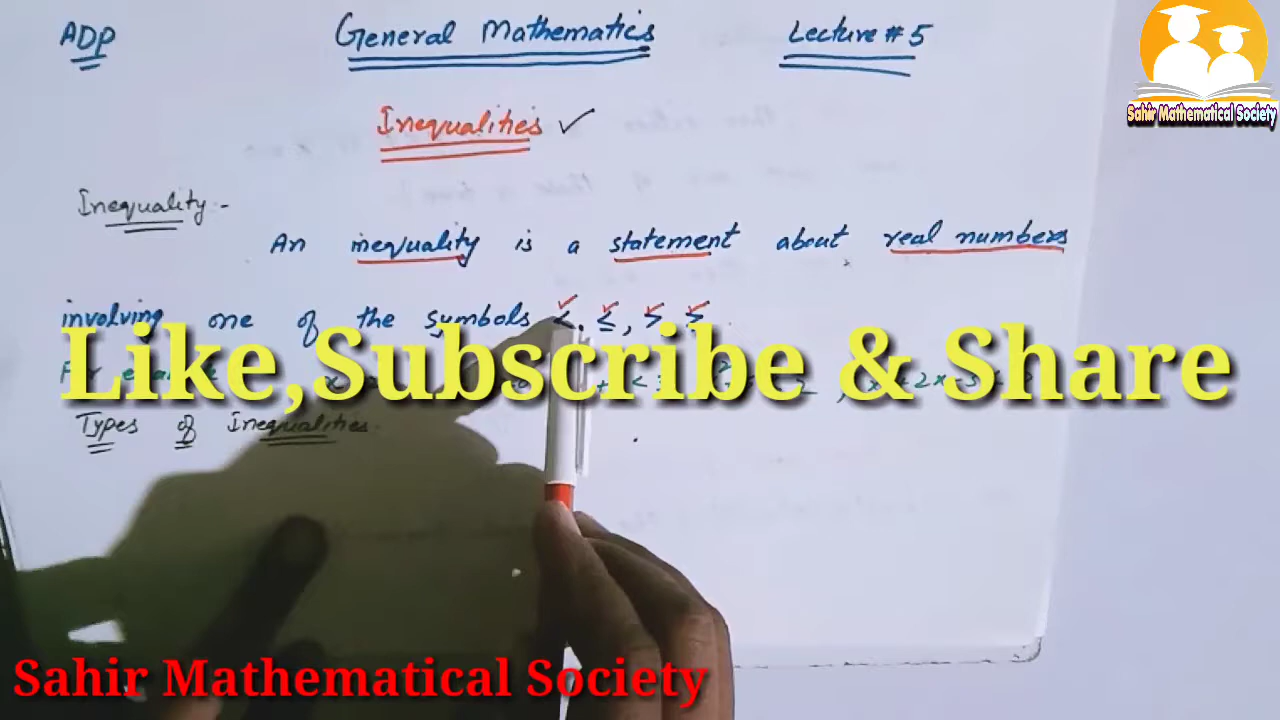 ADP General Mathematics Lecture #5
Sahir Mathematical Society
Inequalities ✓
Inequality -
An inequality is a statement about real numbers
involving one of the symbols <, ≤, > ≥
Like,Subscribe & Share
Types of Inequalities
Sahir Mathematical Society